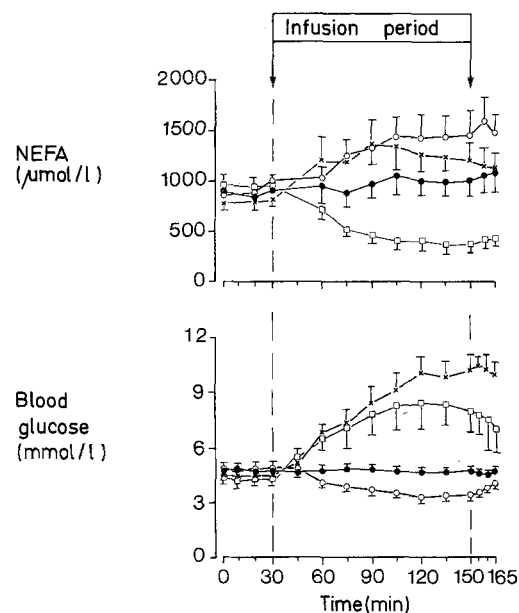 Infusion period
2000
1500
1000
500
0
NEFA
(μmol/l)
12
9
6
3
0
Blood
glucose
(mmol/l)
0 30 60 90 120 150 165
Time(min)